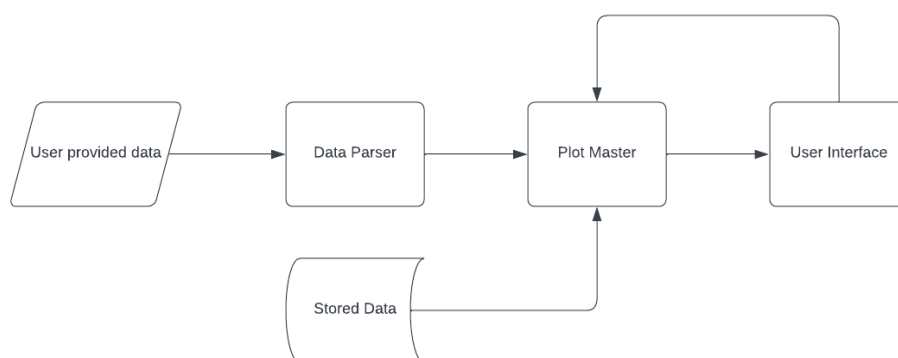 User provided data
Data Parser
Plot Master
User Interface
Stored Data